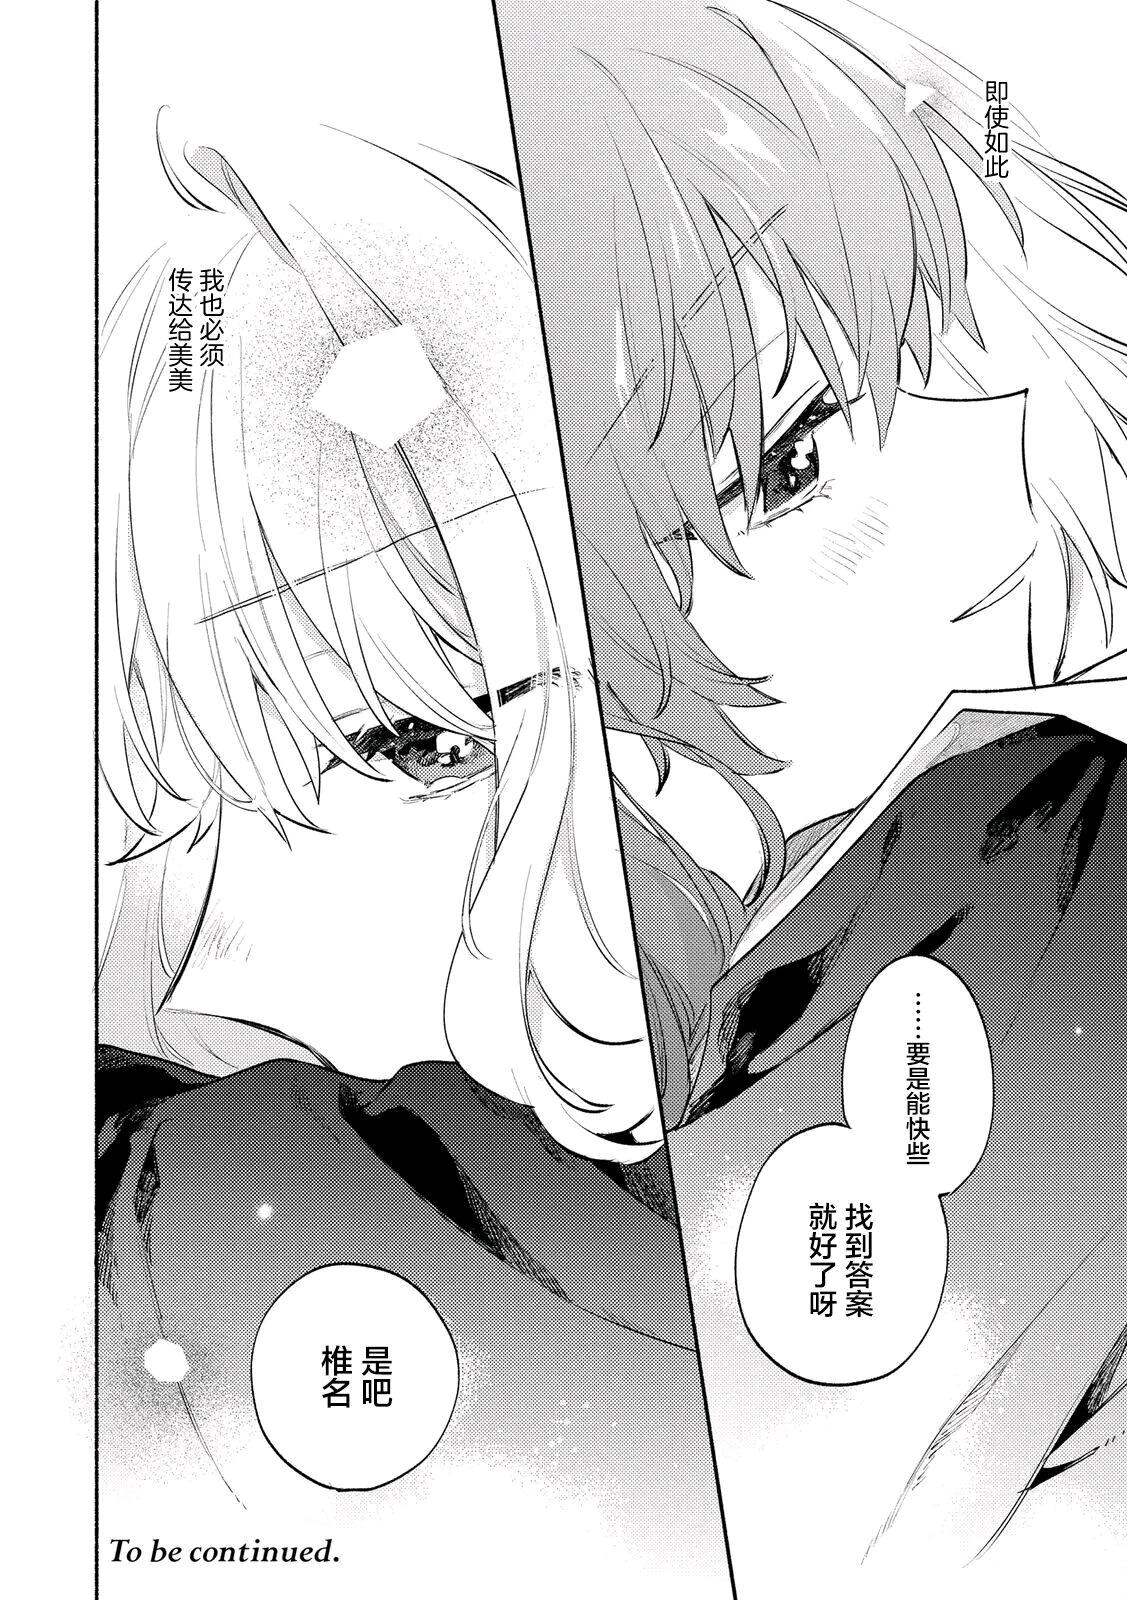 即使如此
……要是能快些
找到答案
就好了呀
我也必须
传达给美美
是吧
椎名
To be continued.